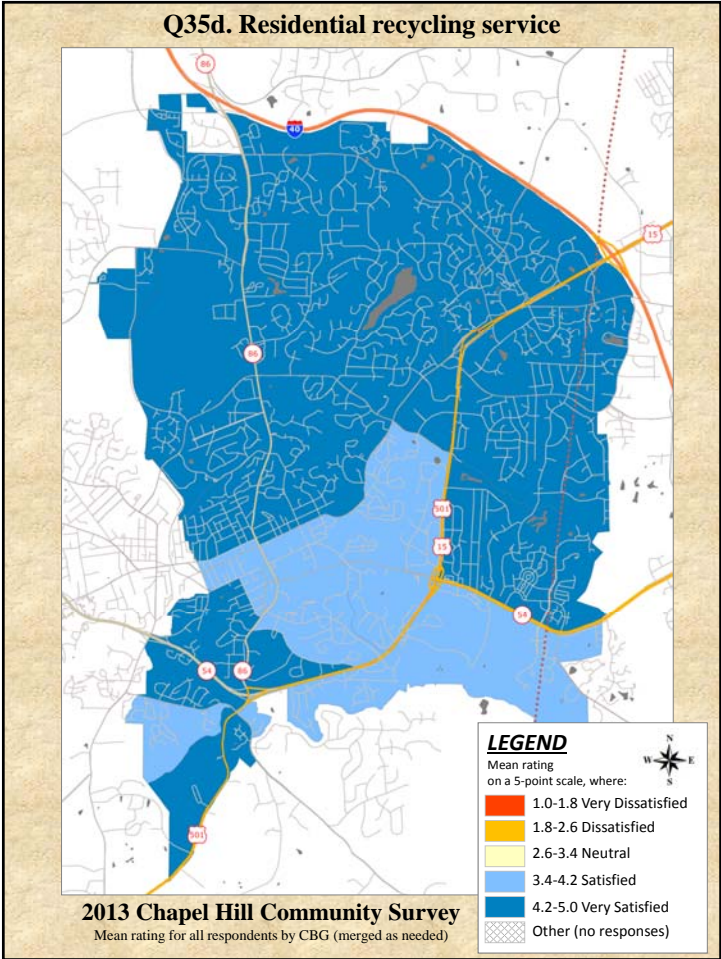 Q35d. Residential recycling service
86
40
15
86
501
15
54
54
86
501
LEGEND
Mean rating
on a 5-point scale, where:
N
W E
S
1.0-1.8 Very Dissatisfied
1.8-2.6 Dissatisfied
2.6-3.4 Neutral
3.4-4.2 Satisfied
4.2-5.0 Very Satisfied
Other (no responses)
2013 Chapel Hill Community Survey
Mean rating for all respondents by CBG (merged as needed)